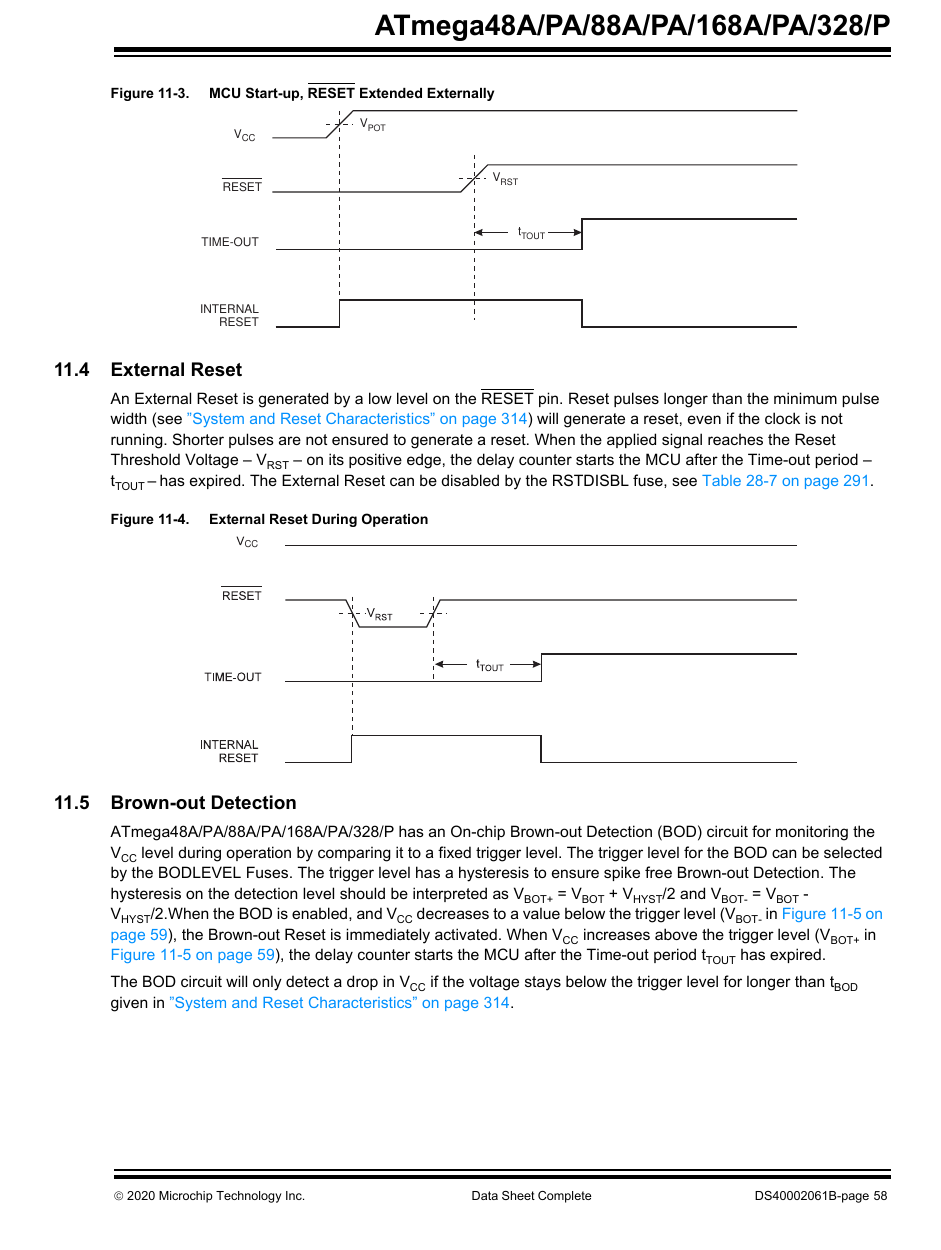 ATmega48A/PA/88A/PA/168A/PA/328/P
Figure 11-3. MCU Start-up, RESET Extended Externally
VCC
VPOT
RESET
VRST
TIME-OUT
tTOUT
INTERNAL
RESET
11.4 External Reset
An External Reset is generated by a low level on the RESET pin. Reset pulses longer than the minimum pulse
width (see ”System and Reset Characteristics” on page 314) will generate a reset, even if the clock is not
running. Shorter pulses are not ensured to generate a reset. When the applied signal reaches the Reset
Threshold Voltage – VRST – on its positive edge, the delay counter starts the MCU after the Time-out period –
tTOUT – has expired. The External Reset can be disabled by the RSTDISBL fuse, see Table 28-7 on page 291.
Figure 11-4. External Reset During Operation
VCC
RESET
VRST
TIME-OUT
tTOUT
INTERNAL
RESET
11.5 Brown-out Detection
ATmega48A/PA/88A/PA/168A/PA/328/P has an On-chip Brown-out Detection (BOD) circuit for monitoring the
VCC level during operation by comparing it to a fixed trigger level. The trigger level for the BOD can be selected
by the BODLEVEL Fuses. The trigger level has a hysteresis to ensure spike free Brown-out Detection. The
hysteresis on the detection level should be interpreted as VBOT+ = VBOT + VHYST/2 and VBOT- = VBOT -
VHYST/2.When the BOD is enabled, and VCC decreases to a value below the trigger level (VBOT- in Figure 11-5 on
page 59), the Brown-out Reset is immediately activated. When VCC increases above the trigger level (VBOT+ in
Figure 11-5 on page 59), the delay counter starts the MCU after the Time-out period tTOUT has expired.
The BOD circuit will only detect a drop in VCC if the voltage stays below the trigger level for longer than tBOD
given in ”System and Reset Characteristics” on page 314.
© 2020 Microchip Technology Inc. Data Sheet Complete DS40002061B-page 58